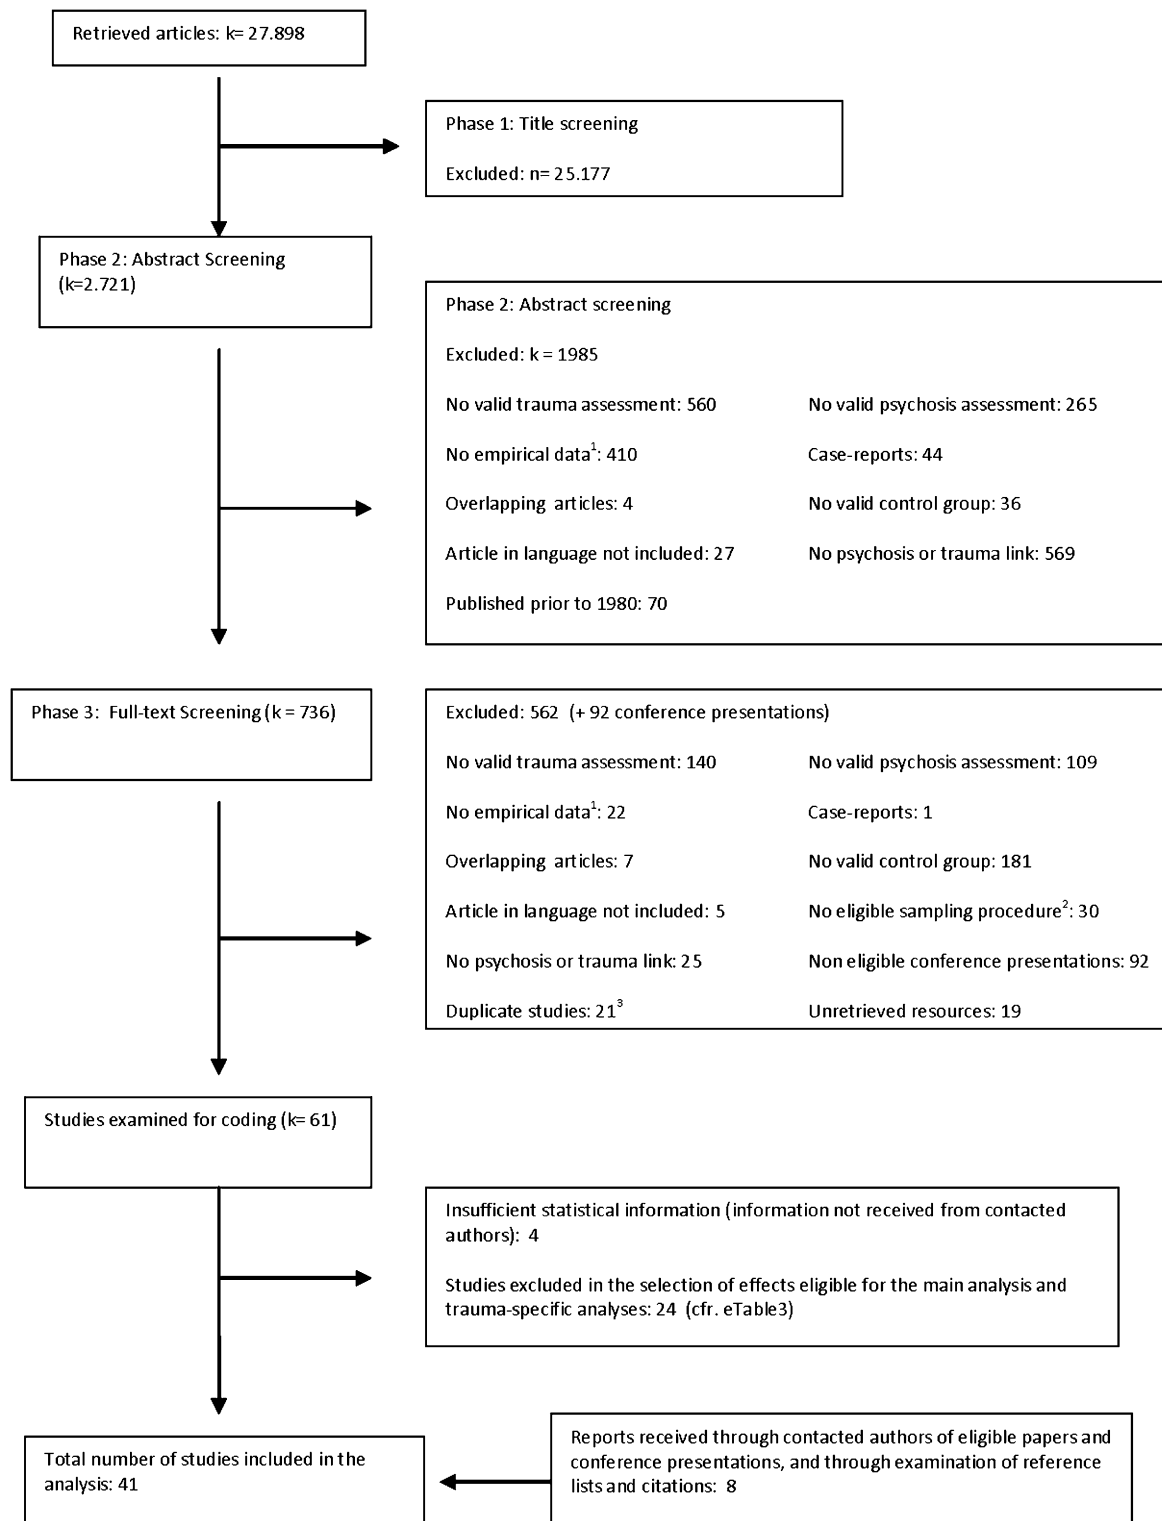 Retrieved articles: k= 27.898
Phase 1: Title screening
Excluded: n= 25.177
Phase 2: Abstract Screening
(k=2.721)
Phase 2: Abstract screening
Excluded: k = 1985
No valid trauma assessment: 560
No valid psychosis assessment: 265
No empirical data¹: 410
Case-reports: 44
Overlapping articles: 4
No valid control group: 36
Article in language not included: 27
No psychosis or trauma link: 569
Published prior to 1980: 70
Phase 3: Full-text Screening (k = 736)
Excluded: 562 (+ 92 conference presentations)
No valid trauma assessment: 140
No valid psychosis assessment: 109
No empirical data¹: 22
Case-reports: 1
Overlapping articles: 7
No valid control group: 181
Article in language not included: 5
No eligible sampling procedure²: 30
No psychosis or trauma link: 25
Non eligible conference presentations: 92
Duplicate studies: 21³
Unretrieved resources: 19
Studies examined for coding (k= 61)
Insufficient statistical information (information not received from contacted
authors): 4
Studies excluded in the selection of effects eligible for the main analysis and
trauma-specific analyses: 24 (cfr. eTable3)
Total number of studies included in the
analysis: 41
Reports received through contacted authors of eligible papers and
conference presentations, and through examination of reference
lists and citations: 8